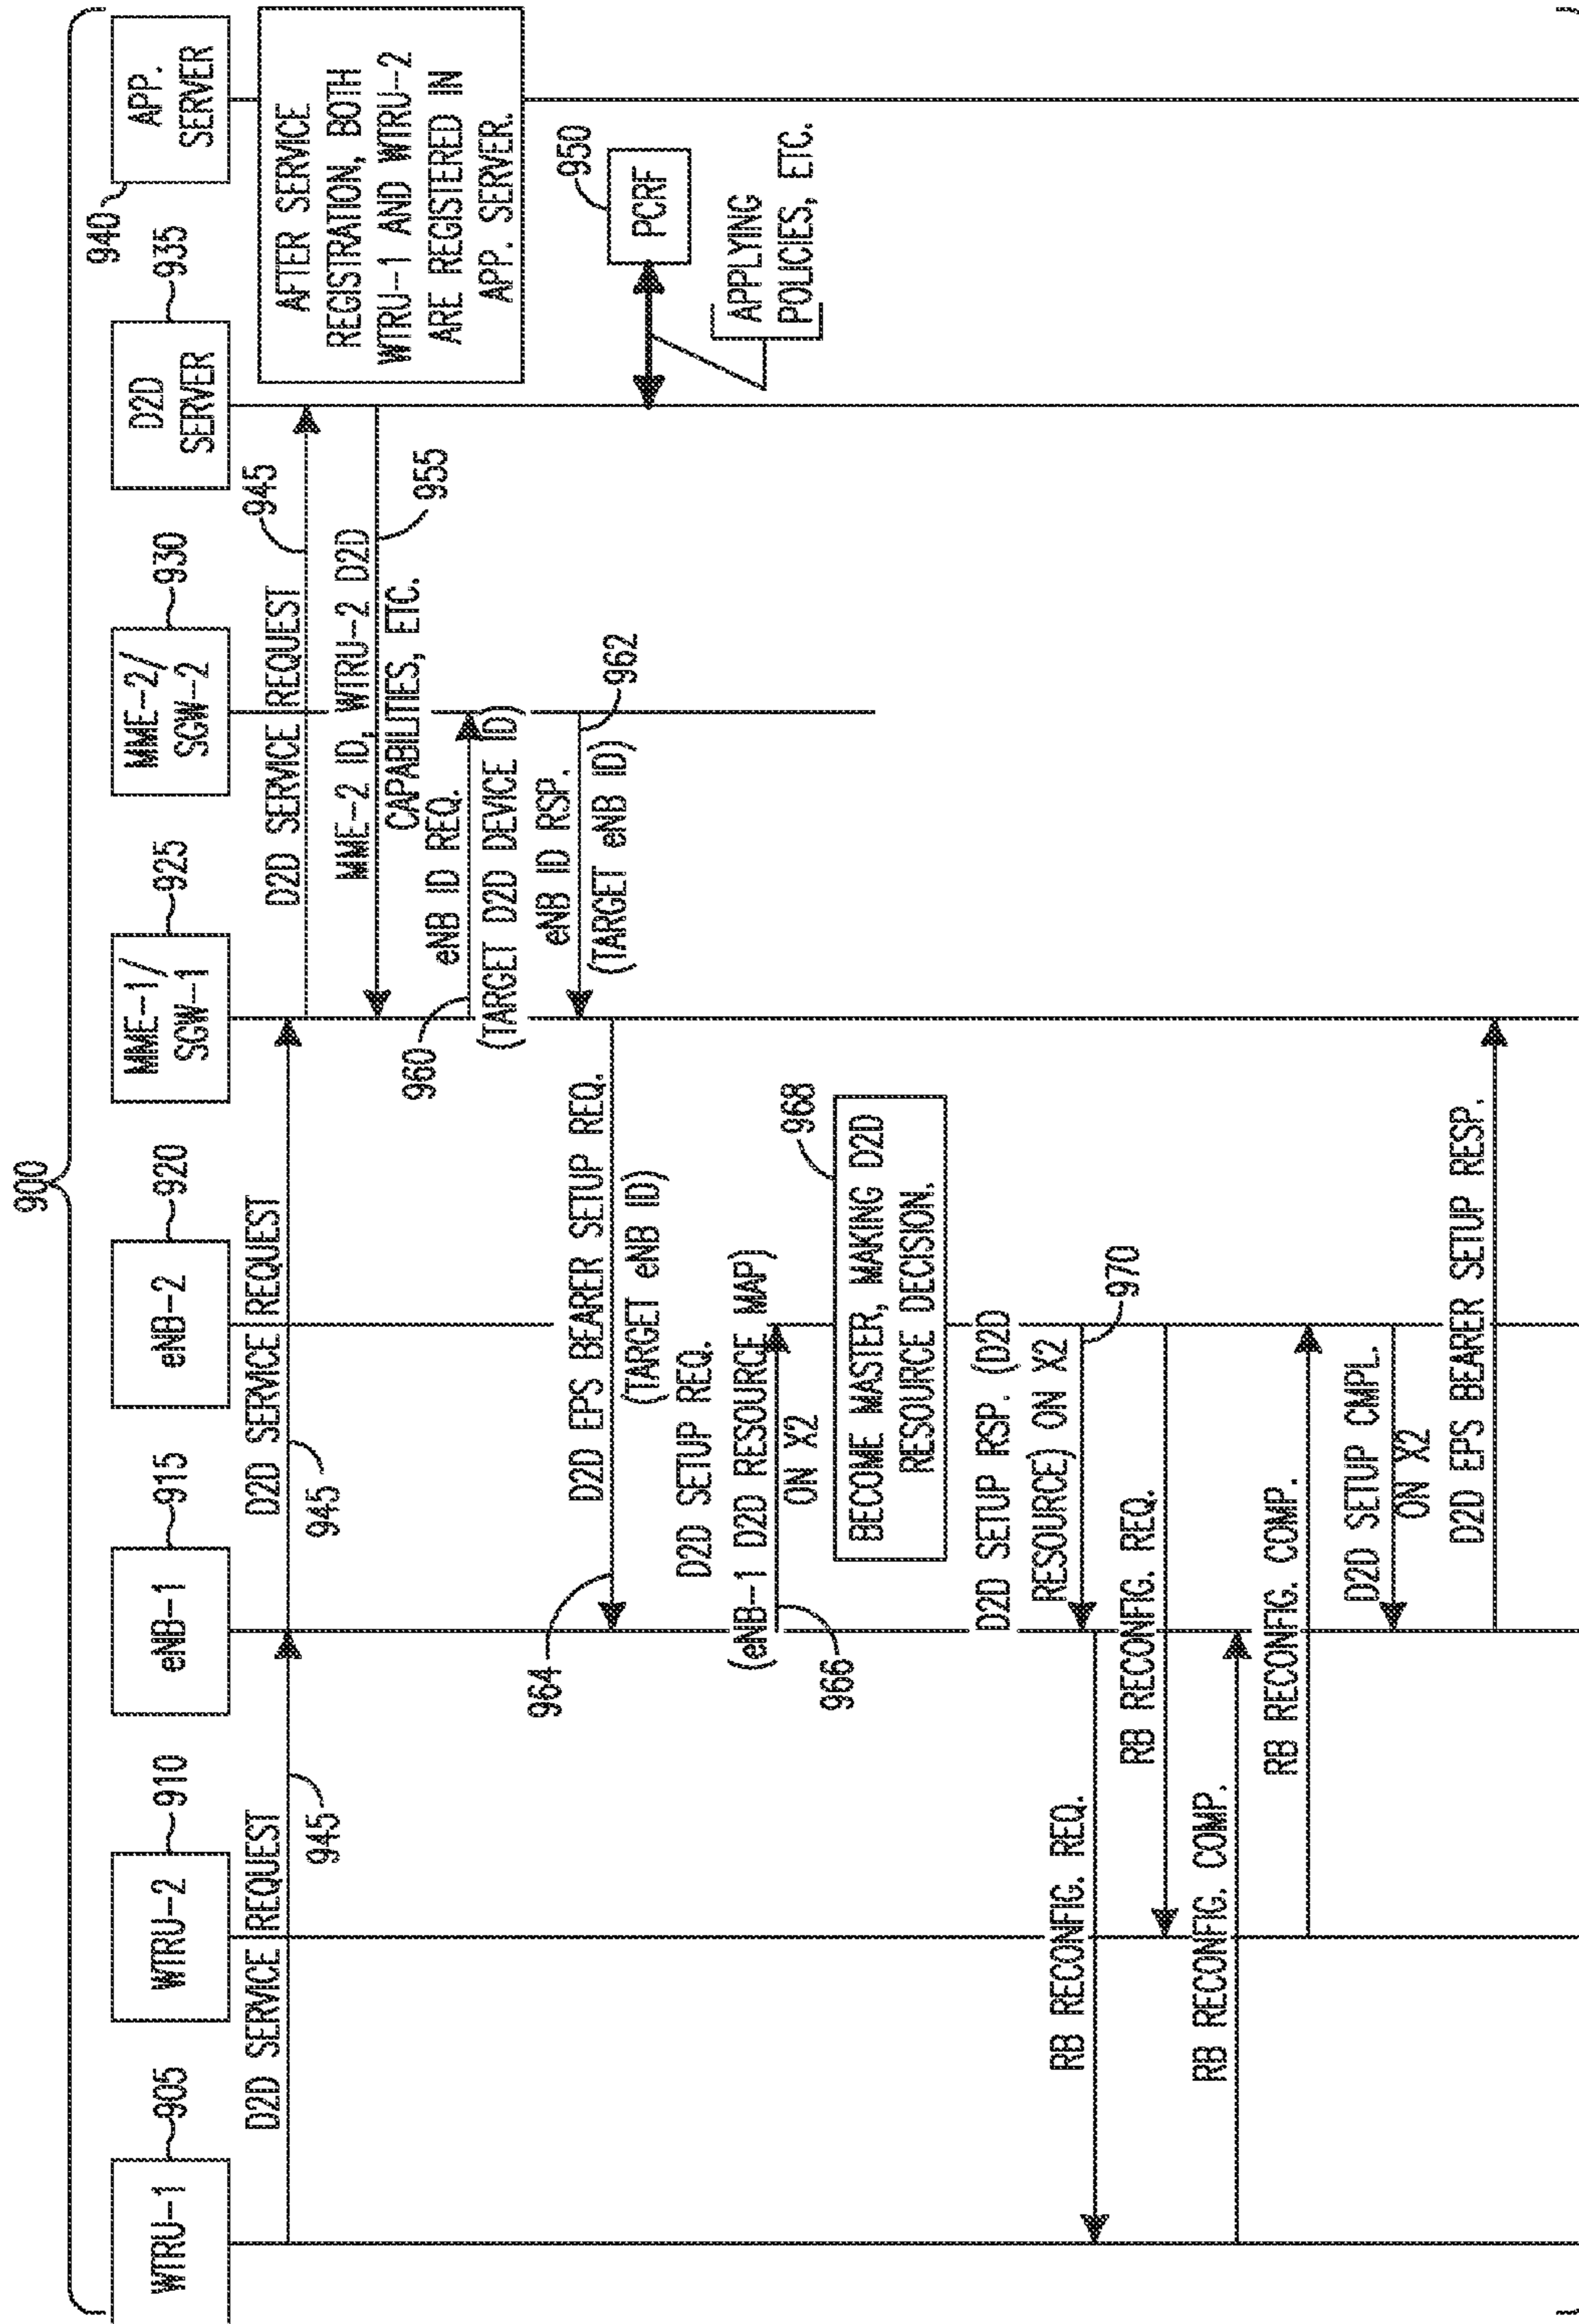 900
WTRU-1
905
WTRU-2
910
eNB-1
915
eNB-2
920
MME-1/
SGW-1
925
MME-2/
SGW-2
930
D2D
SERVER
935
APP.
SERVER
940
D2D SERVICE REQUEST
945
D2D SERVICE REQUEST
945
D2D SERVICE REQUEST
945
AFTER SERVICE
REGISTRATION, BOTH
WTRU-1 AND WTRU-2
ARE REGISTERED IN
APP. SERVER.
MME-2 ID, WTRU-2 D2D
CAPABILITIES, ETC.
955
PCRF
950
APPLYING
POLICIES, ETC.
eNB ID REQ.
(TARGET D2D DEVICE ID)
960
eNB ID RSP.
(TARGET eNB ID)
962
D2D EPS BEARER SETUP REQ.
(TARGET eNB ID)
964
D2D SETUP REQ.
(eNB-1 D2D RESOURCE MAP)
ON X2
966
968
BECOME MASTER, MAKING D2D
RESOURCE DECISION.
D2D SETUP RSP. (D2D
RESOURCE) ON X2
970
RB RECONFIG. REQ.
RB RECONFIG. REQ.
RB RECONFIG. COMP.
RB RECONFIG. COMP.
D2D SETUP CMPL.
ON X2
D2D EPS BEARER SETUP RESP.